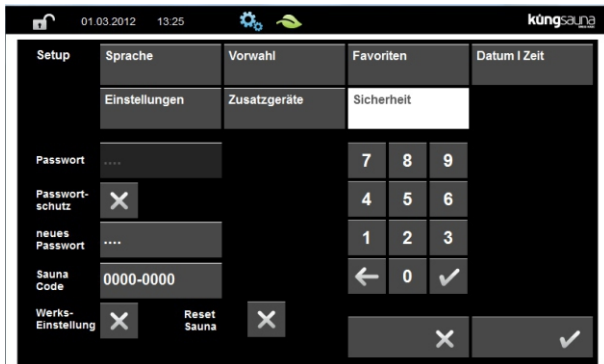 01.03.2012 13:25 küngsauna
Setup Sprache Vorwahl Favoriten Datum I Zeit
Einstellungen Zusatzgeräte Sicherheit
Passwort .... 7 8 9
Passwort-
schutz 4 5 6
neues
Passwort .... 1 2 3
Sauna
Code 0000-0000 0
Werks-
Einstellung Reset
Sauna